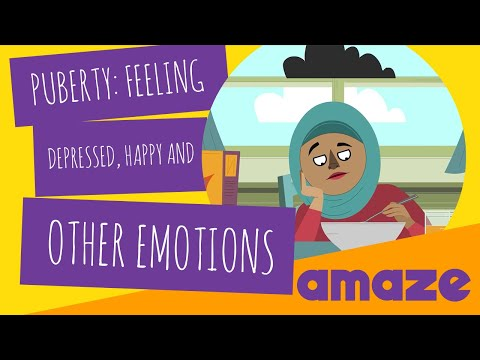 PUBERTY: FEELING
DEPRESSED, HAPPY AND
OTHER EMOTIONS
amaze